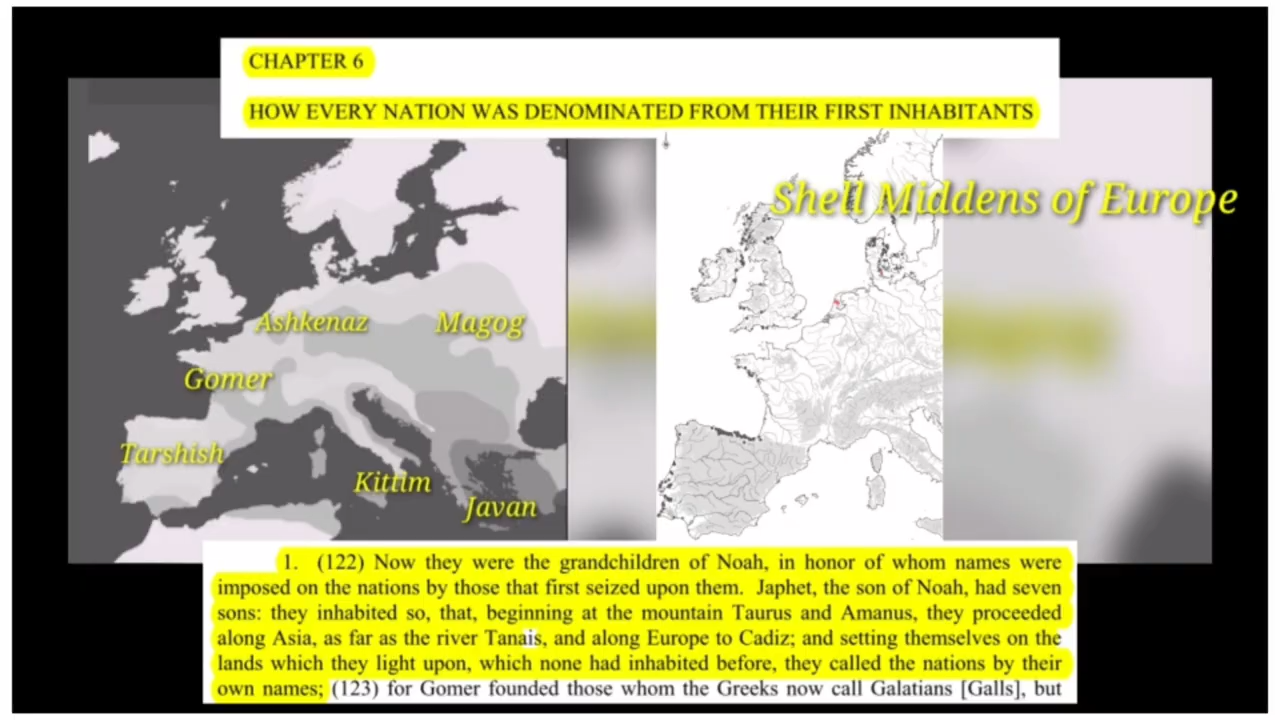 CHAPTER 6
HOW EVERY NATION WAS DENOMINATED FROM THEIR FIRST INHABITANTS
Shell Middens of Europe
Ashkenaz
Magog
Gomer
Tarshish
Kittim
Javan
1. (122) Now they were the grandchildren of Noah, in honor of whom names were
imposed on the nations by those that first seized upon them. Japhet, the son of Noah, had seven
sons: they inhabited so, that, beginning at the mountain Taurus and Amanus, they proceeded
along Asia, as far as the river Tanais, and along Europe to Cadiz; and setting themselves on the
lands which they light upon, which none had inhabited before, they called the nations by their
own names; (123) for Gomer founded those whom the Greeks now call Galatians [Galls], but